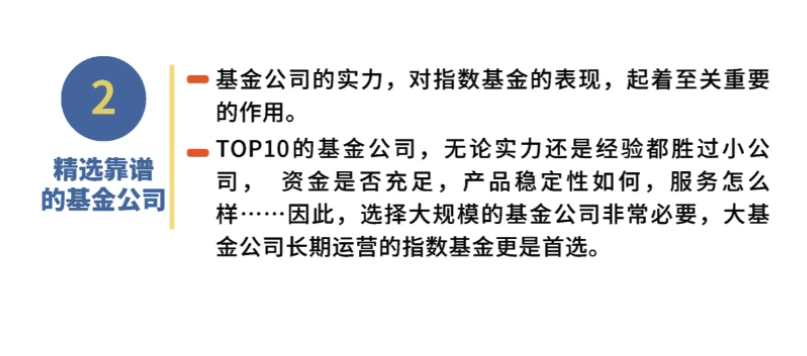 2
精选靠谱
的基金公司
基金公司的实力，对指数基金的表现，起着至关重要
的作用。
TOP10的基金公司，无论实力还是经验都胜过小公
司， 资金是否充足，产品稳定性如何，服务怎么
样……因此，选择大规模的基金公司非常必要，大基
金公司长期运营的指数基金更是首选。